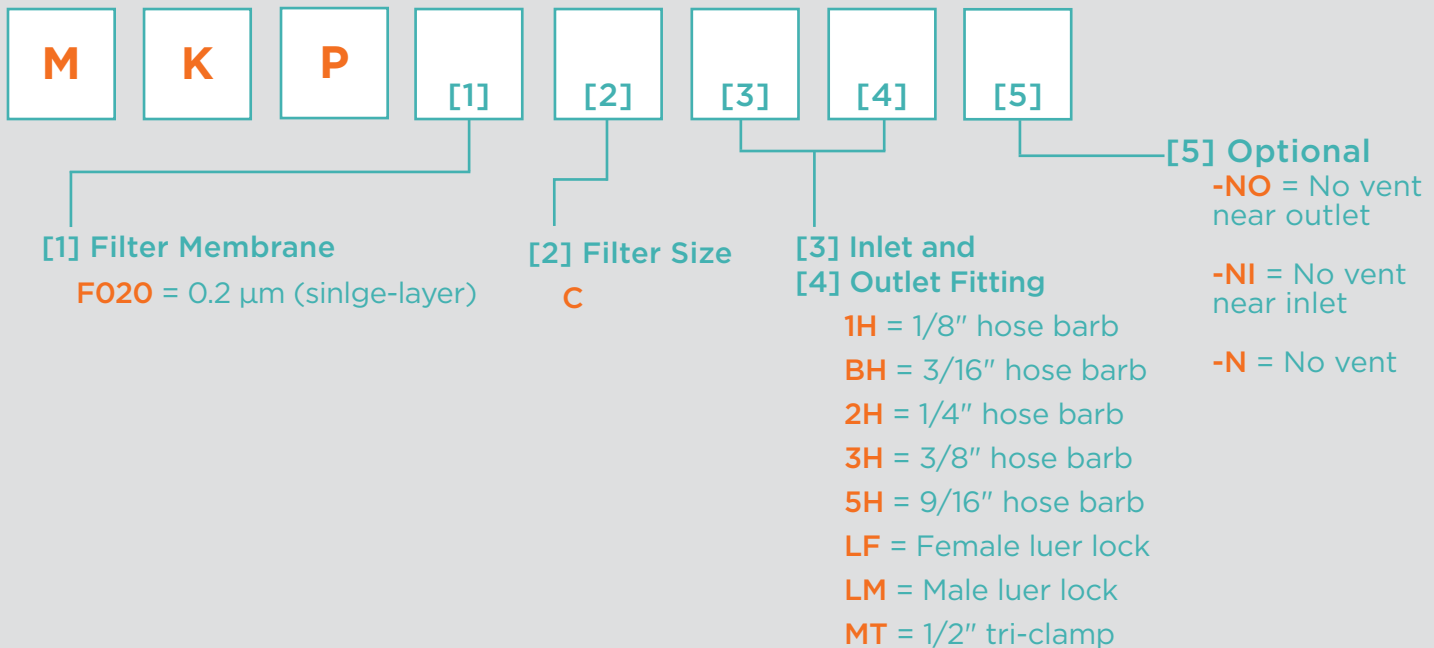 M K P [1] [2] [3] [4] [5]
[1] Filter Membrane
F020 = 0.2 µm (sinlge-layer)
[2] Filter Size
C
[3] Inlet and
[4] Outlet Fitting
1H = 1/8" hose barb
BH = 3/16" hose barb
2H = 1/4" hose barb
3H = 3/8" hose barb
5H = 9/16" hose barb
LF = Female luer lock
LM = Male luer lock
MT = 1/2" tri-clamp
[5] Optional
-NO = No vent
near outlet
-NI = No vent
near inlet
-N = No vent